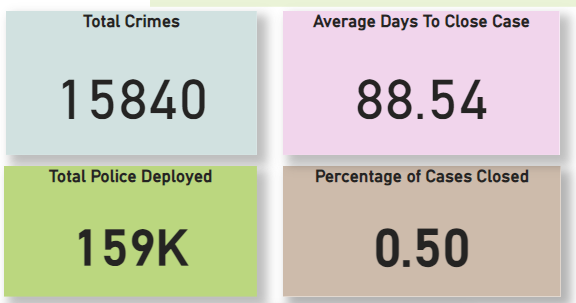 Total Crimes
15840
Average Days To Close Case
88.54
Total Police Deployed
159K
Percentage of Cases Closed
0.50